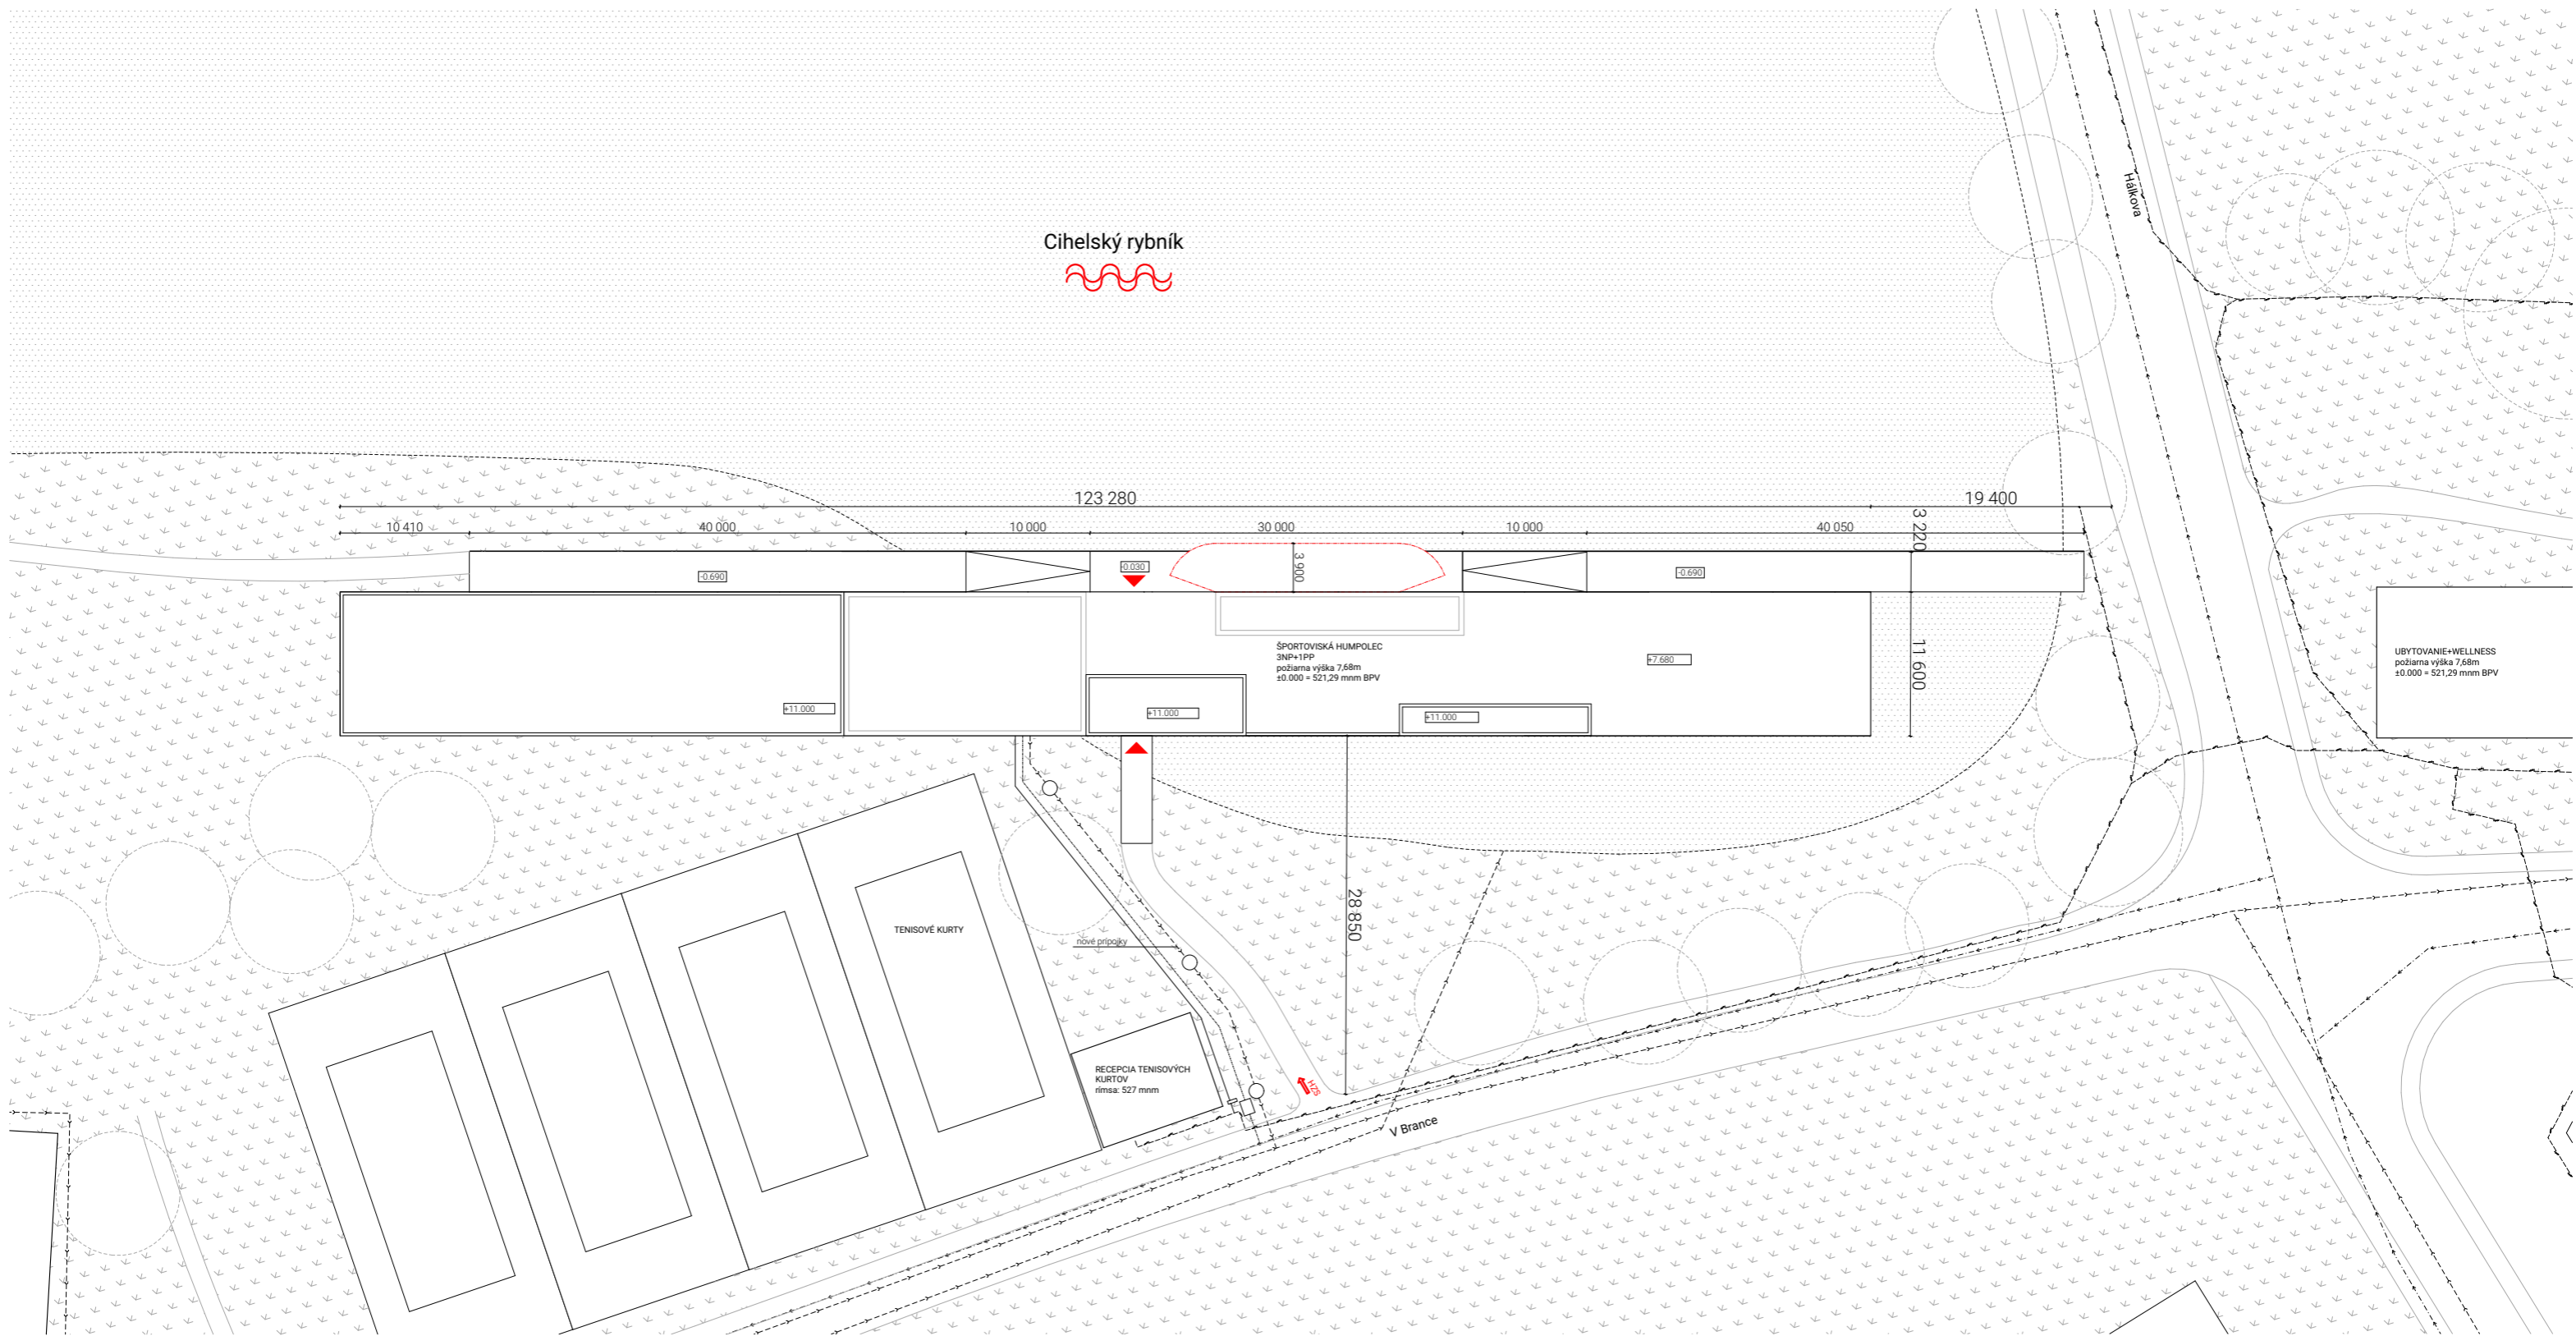 Cihelský rybník
Hálkova
123 280
19 400
10 410
40 000
10 000
30 000
10 000
40 050
3 220
3 900
-0.690
-0.030
-0.690
ŠPORTOVISKÁ HUMPOLEC
3NP+1PP
požiarna výška 7,68m
±0.000 = 521,29 mnm BPV
+7.680
11 600
UBYTOVANIE+WELLNESS
požiarna výška 7,68m
±0.000 = 521,29 mnm BPV
+11.000
+11.000
+11.000
28 850
TENISOVÉ KURTY
nové prípojky
RECEPCIA TENISOVÝCH
KURTOV
rímsa: 527 mnm
HZS
V Brance